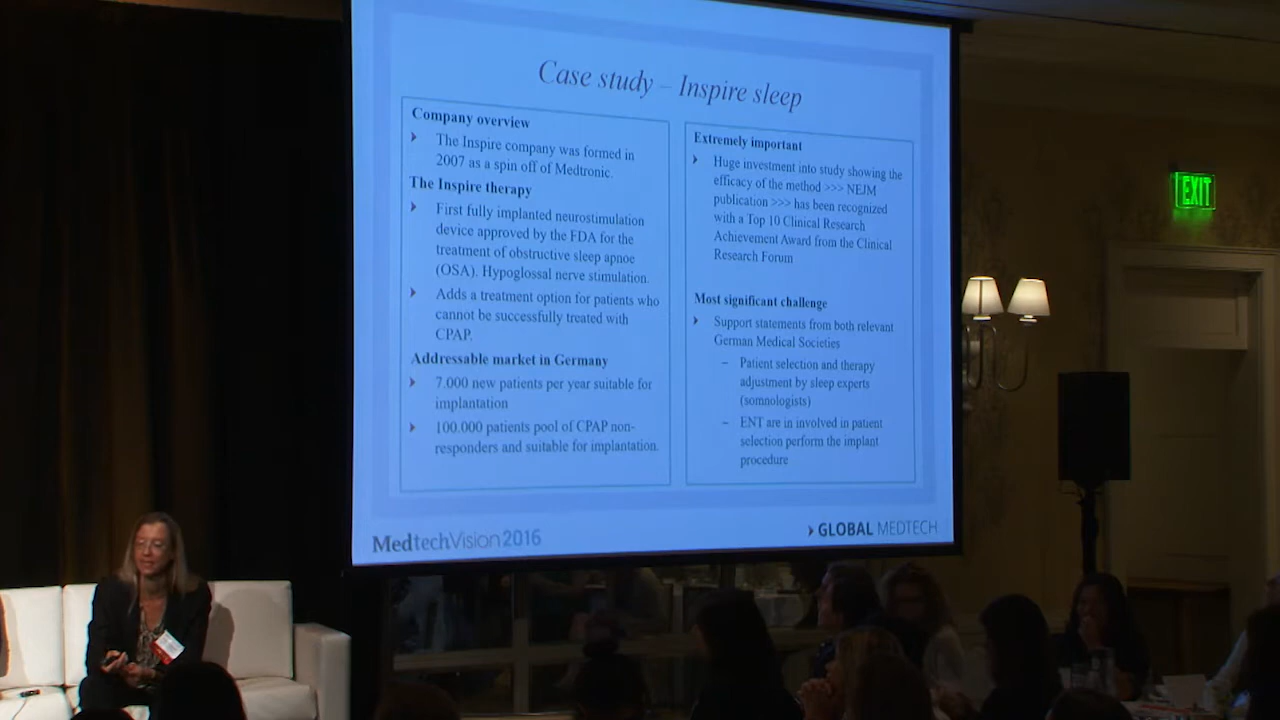 Case study – Inspire sleep
Company overview
The Inspire company was formed in
2007 as a spin off of Medtronic.
The Inspire therapy
First fully implanted neurostimulation
device approved by the FDA for the
treatment of obstructive sleep apnoe
(OSA). Hypoglossal nerve stimulation.
Adds a treatment option for patients who
cannot be successfully treated with
CPAP.
Addressable market in Germany
7.000 new patients per year suitable for
implantation
100.000 patients pool of CPAP non-
responders and suitable for implantation.
Extremely important
Huge investment into study showing the
efficacy of the method >>> NEJM
publication >>> has been recognized
with a Top 10 Clinical Research
Achievement Award from the Clinical
Research Forum
Most significant challenge
Support statements from both relevant
German Medical Societies
– Patient selection and therapy
adjustment by sleep experts
(somnologists)
– ENT are in involved in patient
selection perform the implant
procedure
MedtechVision 2016
GLOBAL MEDTECH
EXIT